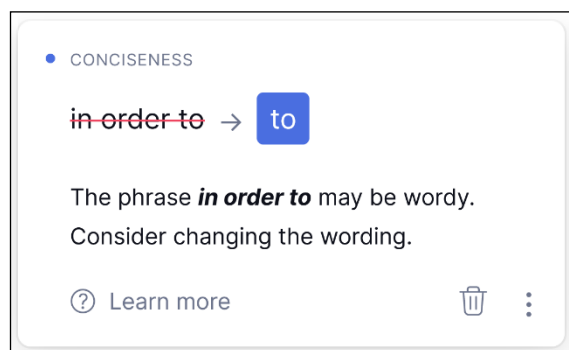 CONCISENESS
in order to → to
The phrase in order to may be wordy.
Consider changing the wording.
Learn more